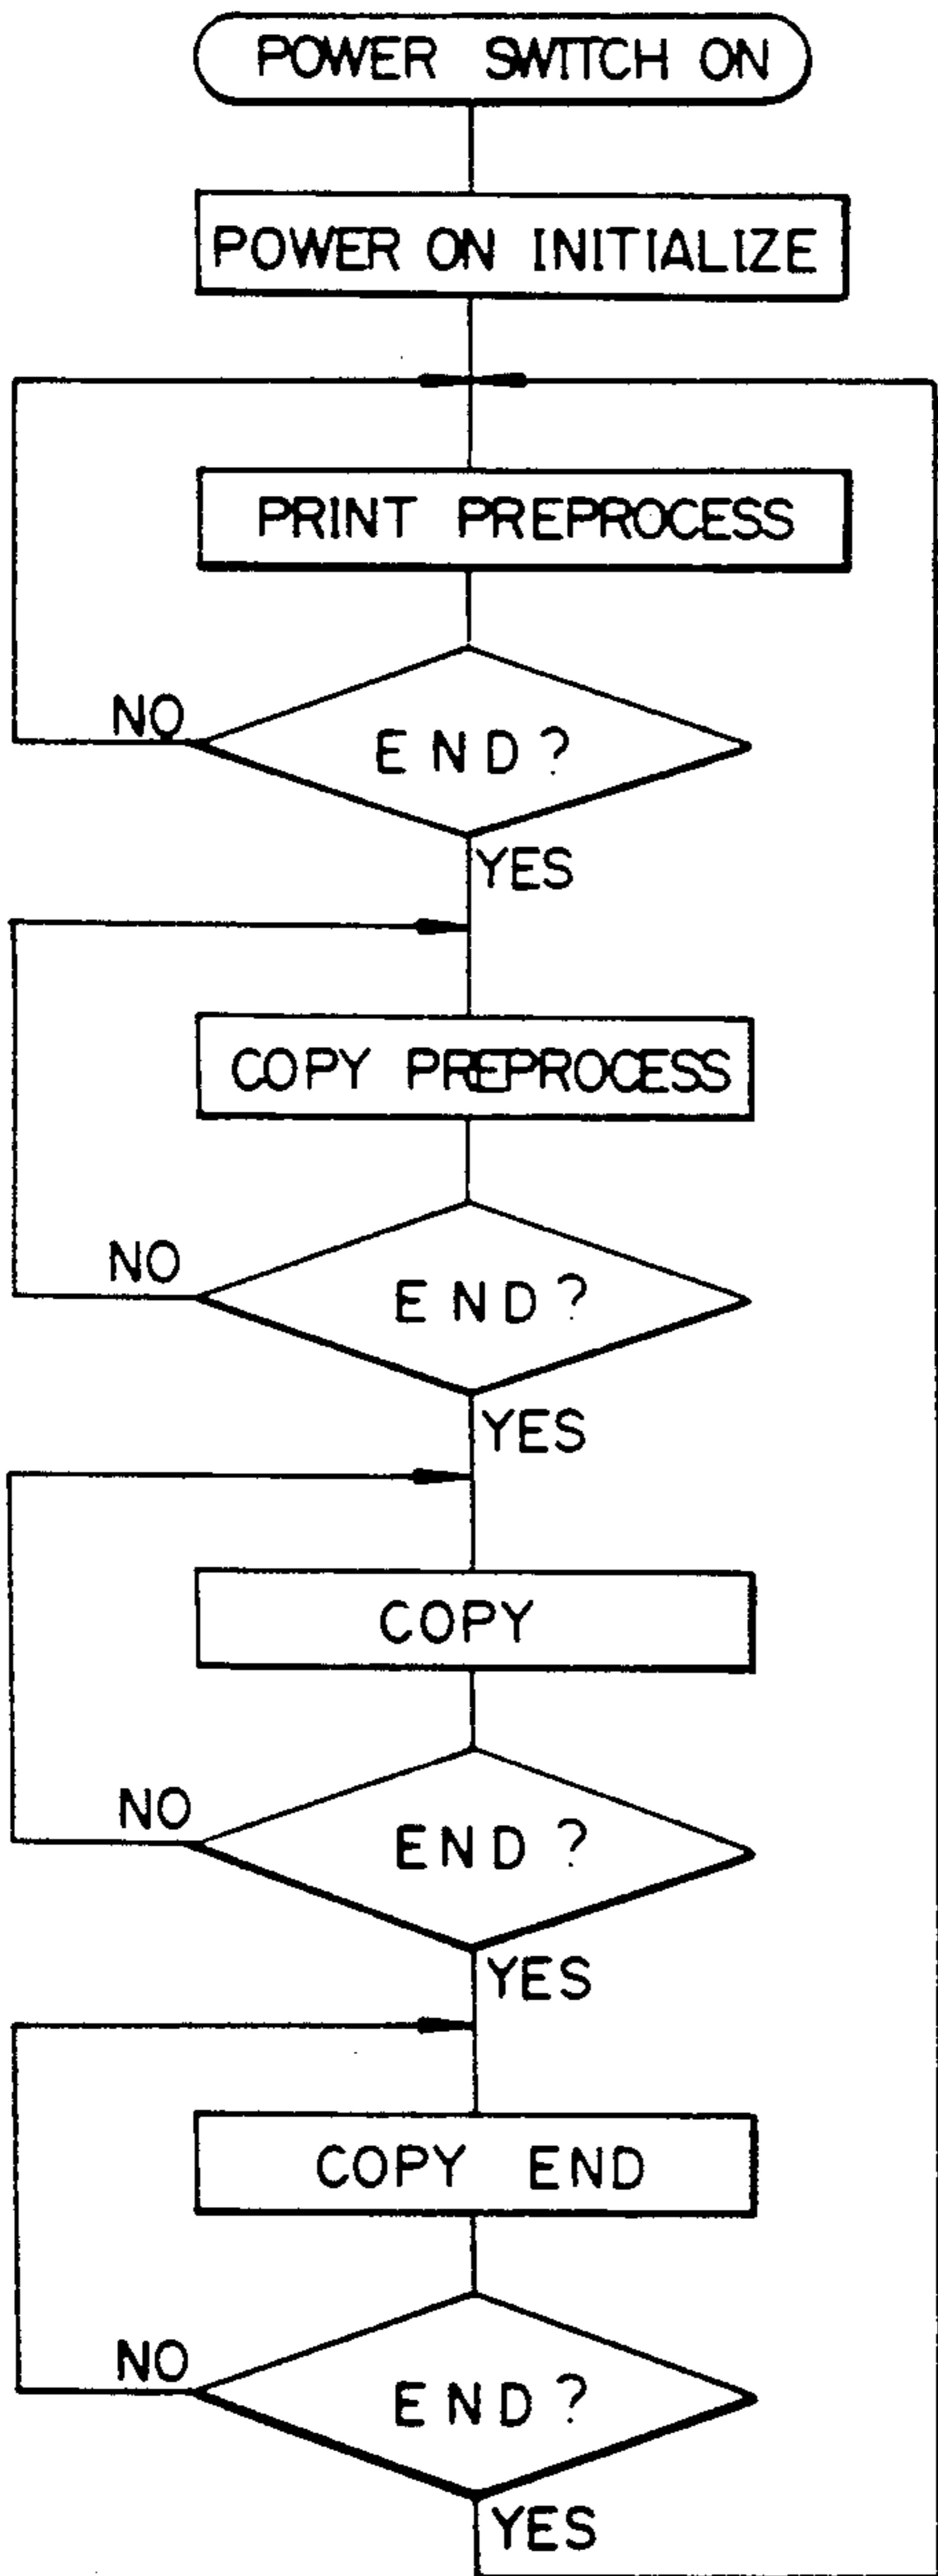 POWER SWITCH ON
POWER ON INITIALIZE
PRINT PREPROCESS
NO
END?
YES
COPY PREPROCESS
NO
END?
YES
COPY
NO
END?
YES
COPY END
NO
END?
YES